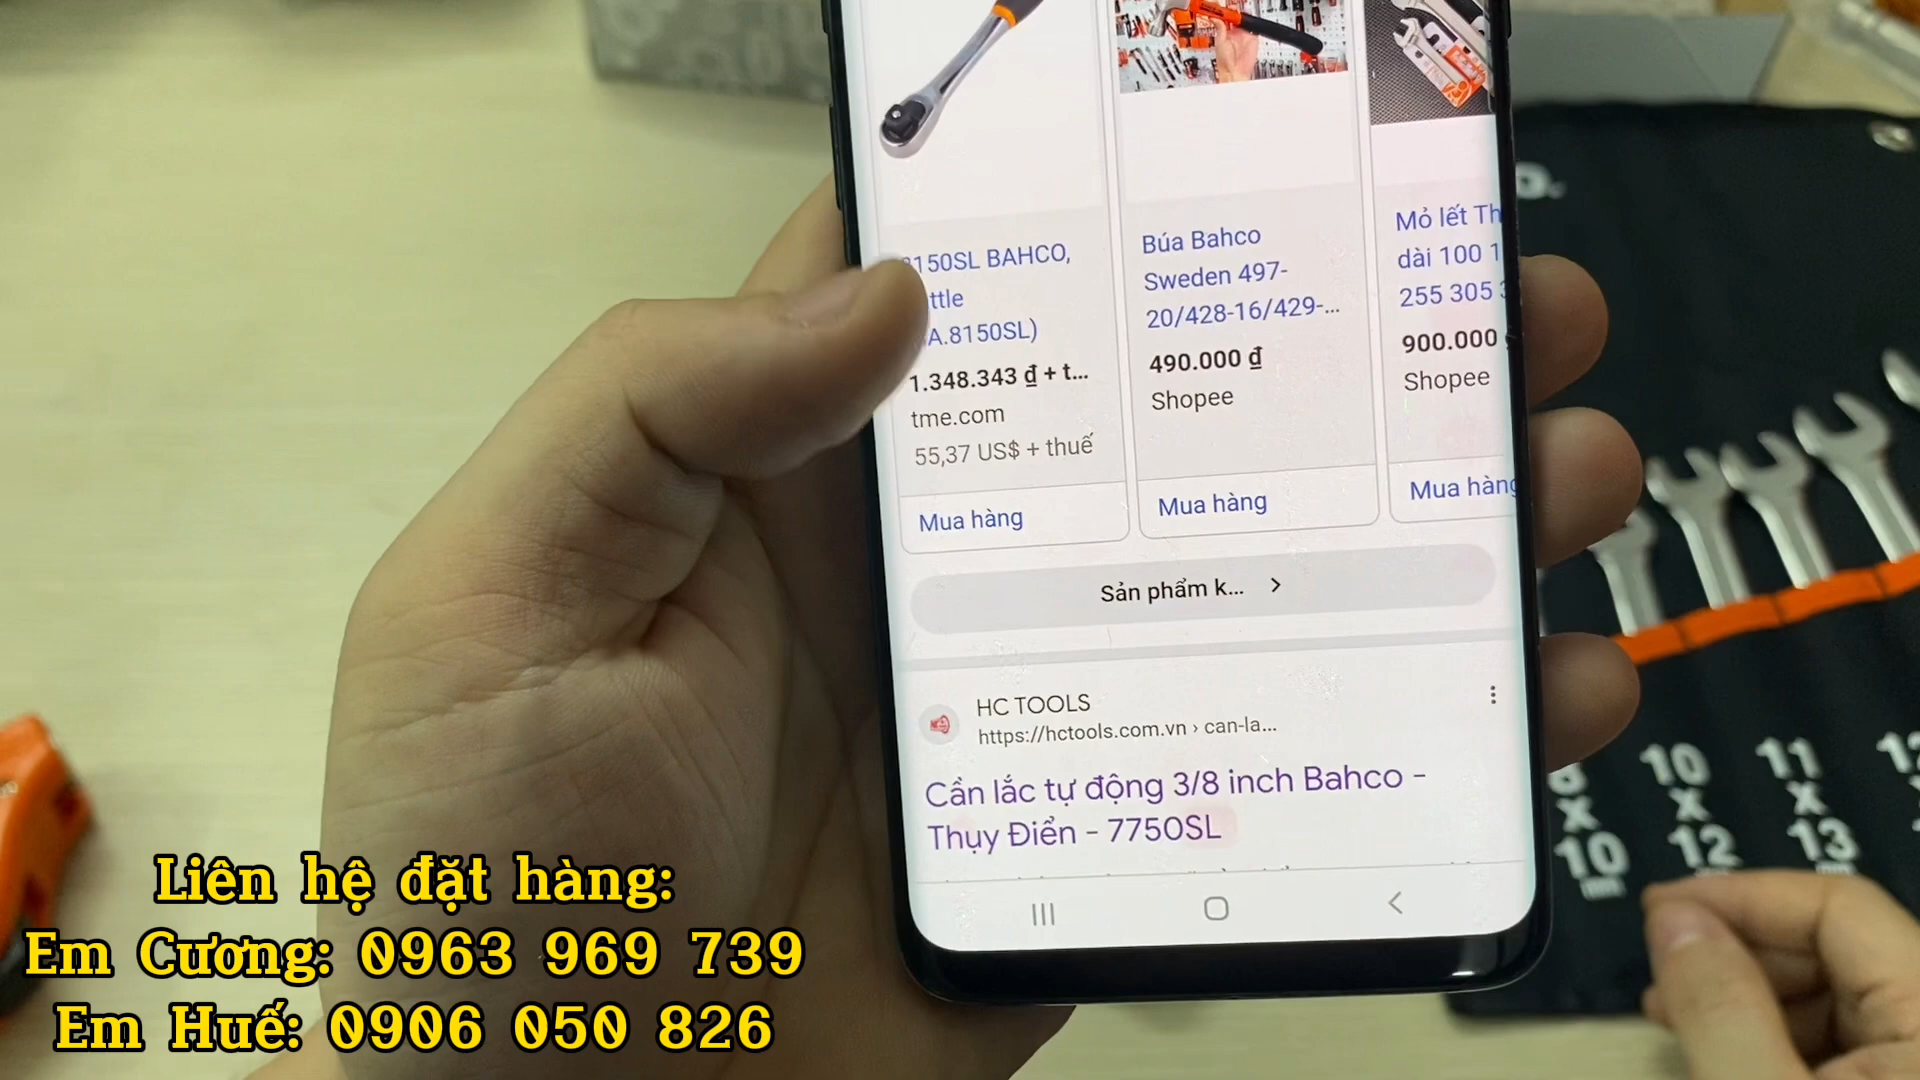 8150SL BAHCO,
A.8150SL)
1.348.343 ₫ + t...
tme.com
55,37 US$ + thuế
Mua hàng
Búa Bahco
Sweden 497-
20/428-16/429-...
490.000 ₫
Shopee
Mua hàng
Mỏ lết
dài 100
255 305
900.000
Shopee
Mua hàng
Sản phẩm k...
HC TOOLS
https://hctools.com.vn › can-la...
Cần lắc tự động 3/8 inch Bahco -
Thụy Điển - 7750SL
x
10
mm
10
x
12
11
x
13
Liên hệ đặt hàng:
Em Cương: 0963 969 739
Em Huế: 0906 050 826